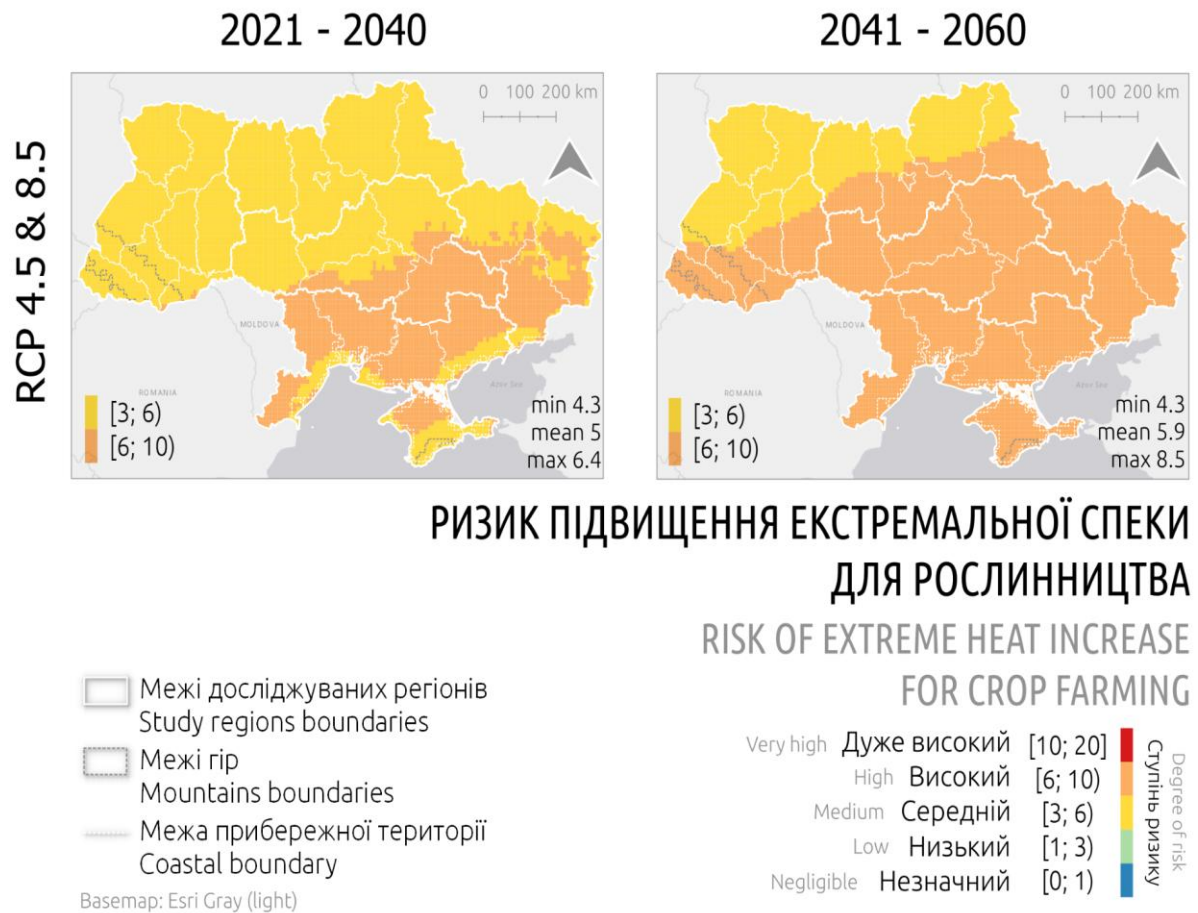 2021 - 2040
2041 - 2060
RCP 4.5 & 8.5
0 100 200 km
MOLDOVA
ROMANIA
Azov Sea
[3; 6)
[6; 10)
min 4.3
mean 5
max 6.4
0 100 200 km
MOLDOVA
ROMANIA
Azov Sea
[3; 6)
[6; 10)
min 4.3
mean 5.9
max 8.5
РИЗИК ПІДВИЩЕННЯ ЕКСТРЕМАЛЬНОЇ СПЕКИ
ДЛЯ РОСЛИННИЦТВА
RISK OF EXTREME HEAT INCREASE
FOR CROP FARMING
Межі досліджуваних регіонів
Study regions boundaries
Межі гір
Mountains boundaries
Межа прибережної території
Coastal boundary
Basemap: Esri Gray (light)
Very high Дуже високий [10; 20]
High Високий [6; 10)
Medium Середній [3; 6)
Low Низький [1; 3)
Negligible Незначний [0; 1)
Ступінь ризику
Degree of risk